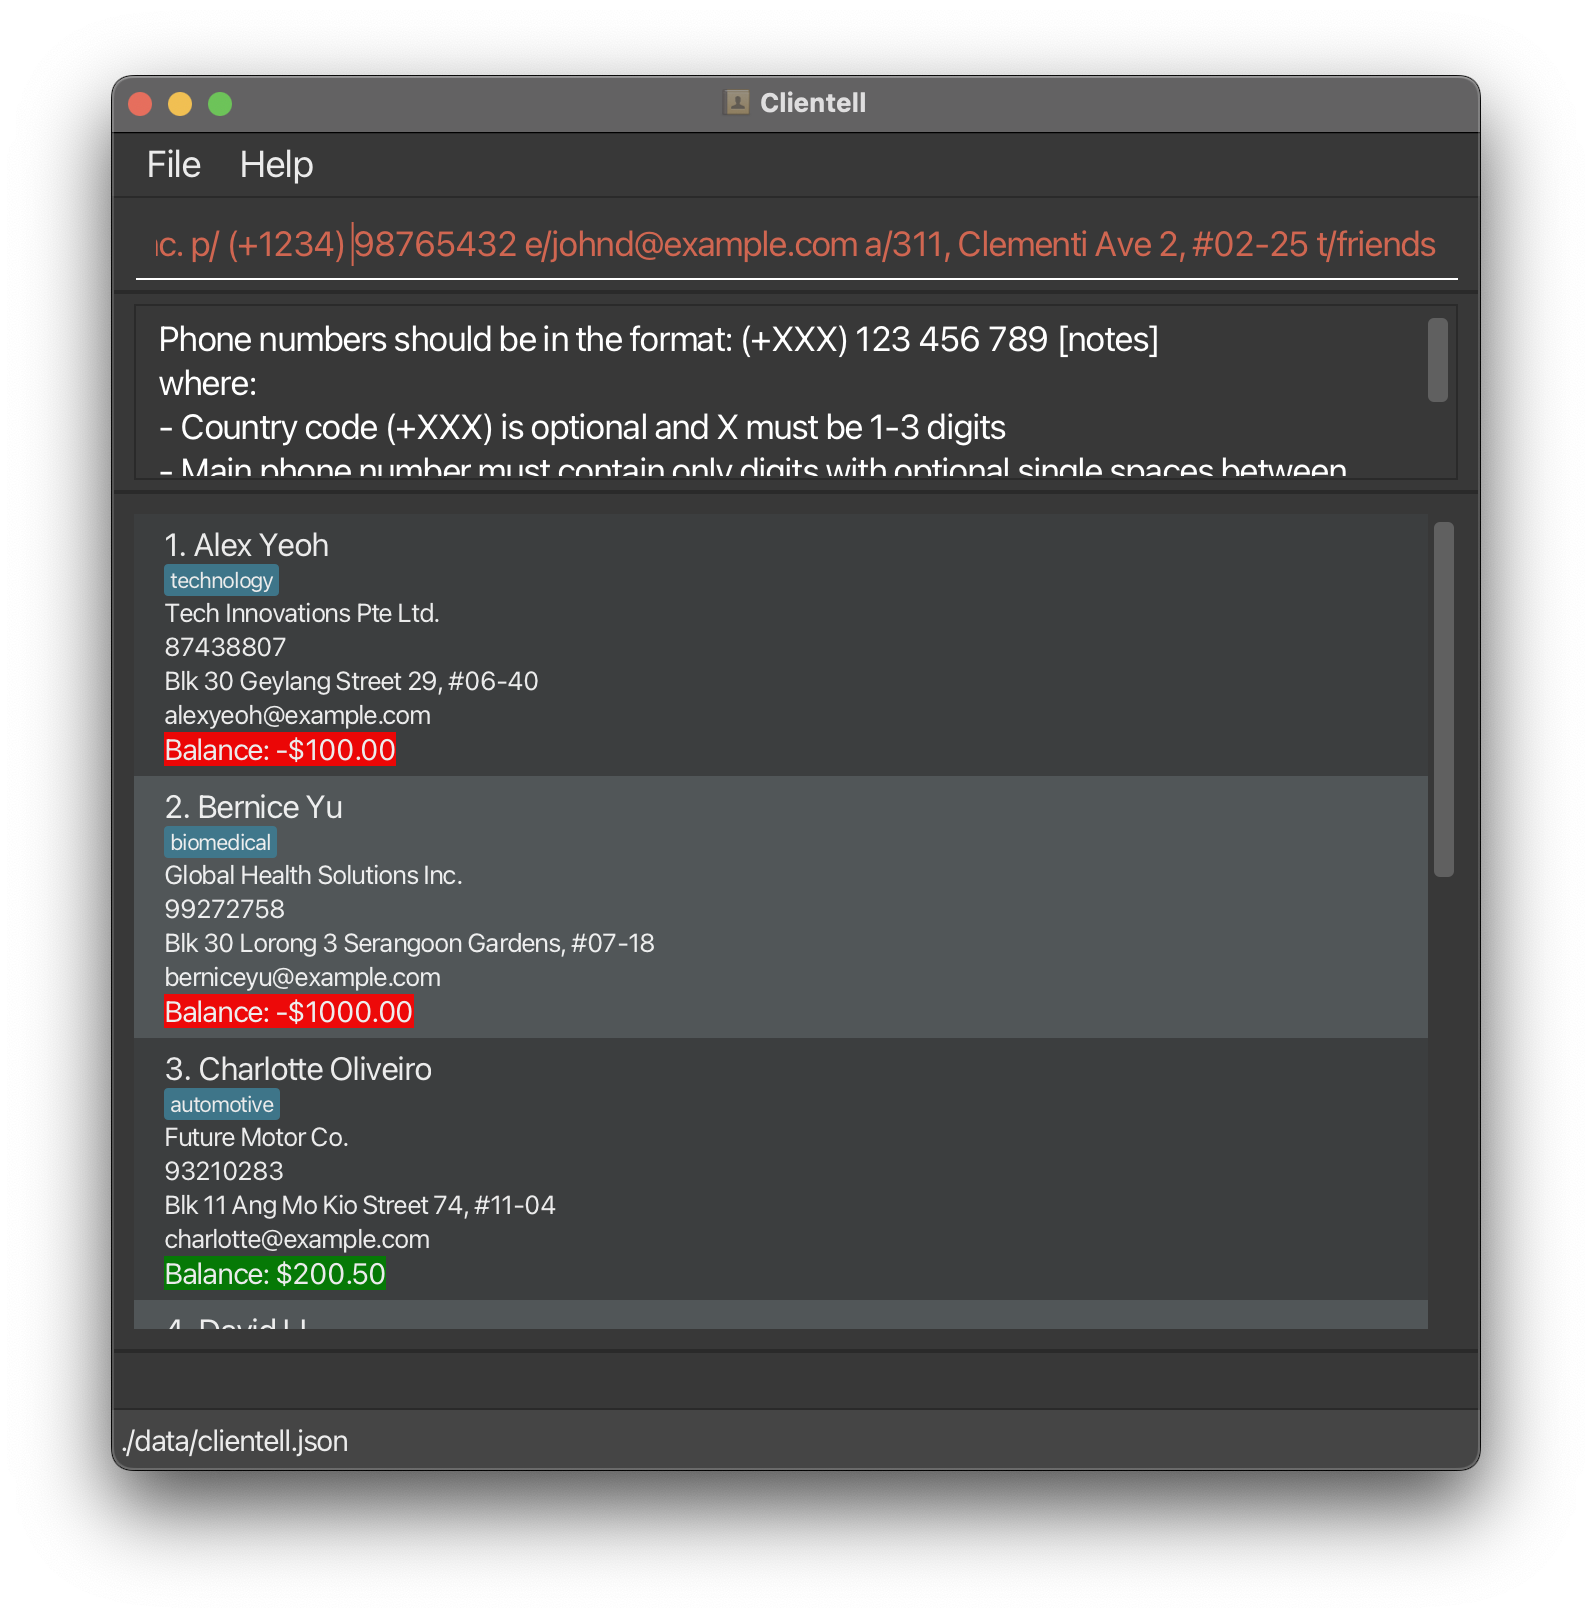 Clientell
File Help
c. p/ (+1234) 98765432 e/johnd@example.com a/311, Clementi Ave 2, #02-25 t/friends
Phone numbers should be in the format: (+XXX) 123 456 789 [notes]
where:
- Country code (+XXX) is optional and X must be 1-3 digits
- Main phone number must contain only digits with optional single spaces between
1. Alex Yeoh
technology
Tech Innovations Pte Ltd.
87438807
Blk 30 Geylang Street 29, #06-40
alexyeoh@example.com
Balance: -$100.00
2. Bernice Yu
biomedical
Global Health Solutions Inc.
99272758
Blk 30 Lorong 3 Serangoon Gardens, #07-18
berniceyu@example.com
Balance: -$1000.00
3. Charlotte Oliveiro
automotive
Future Motor Co.
93210283
Blk 11 Ang Mo Kio Street 74, #11-04
charlotte@example.com
Balance: $200.50
4. David
./data/clientell.json